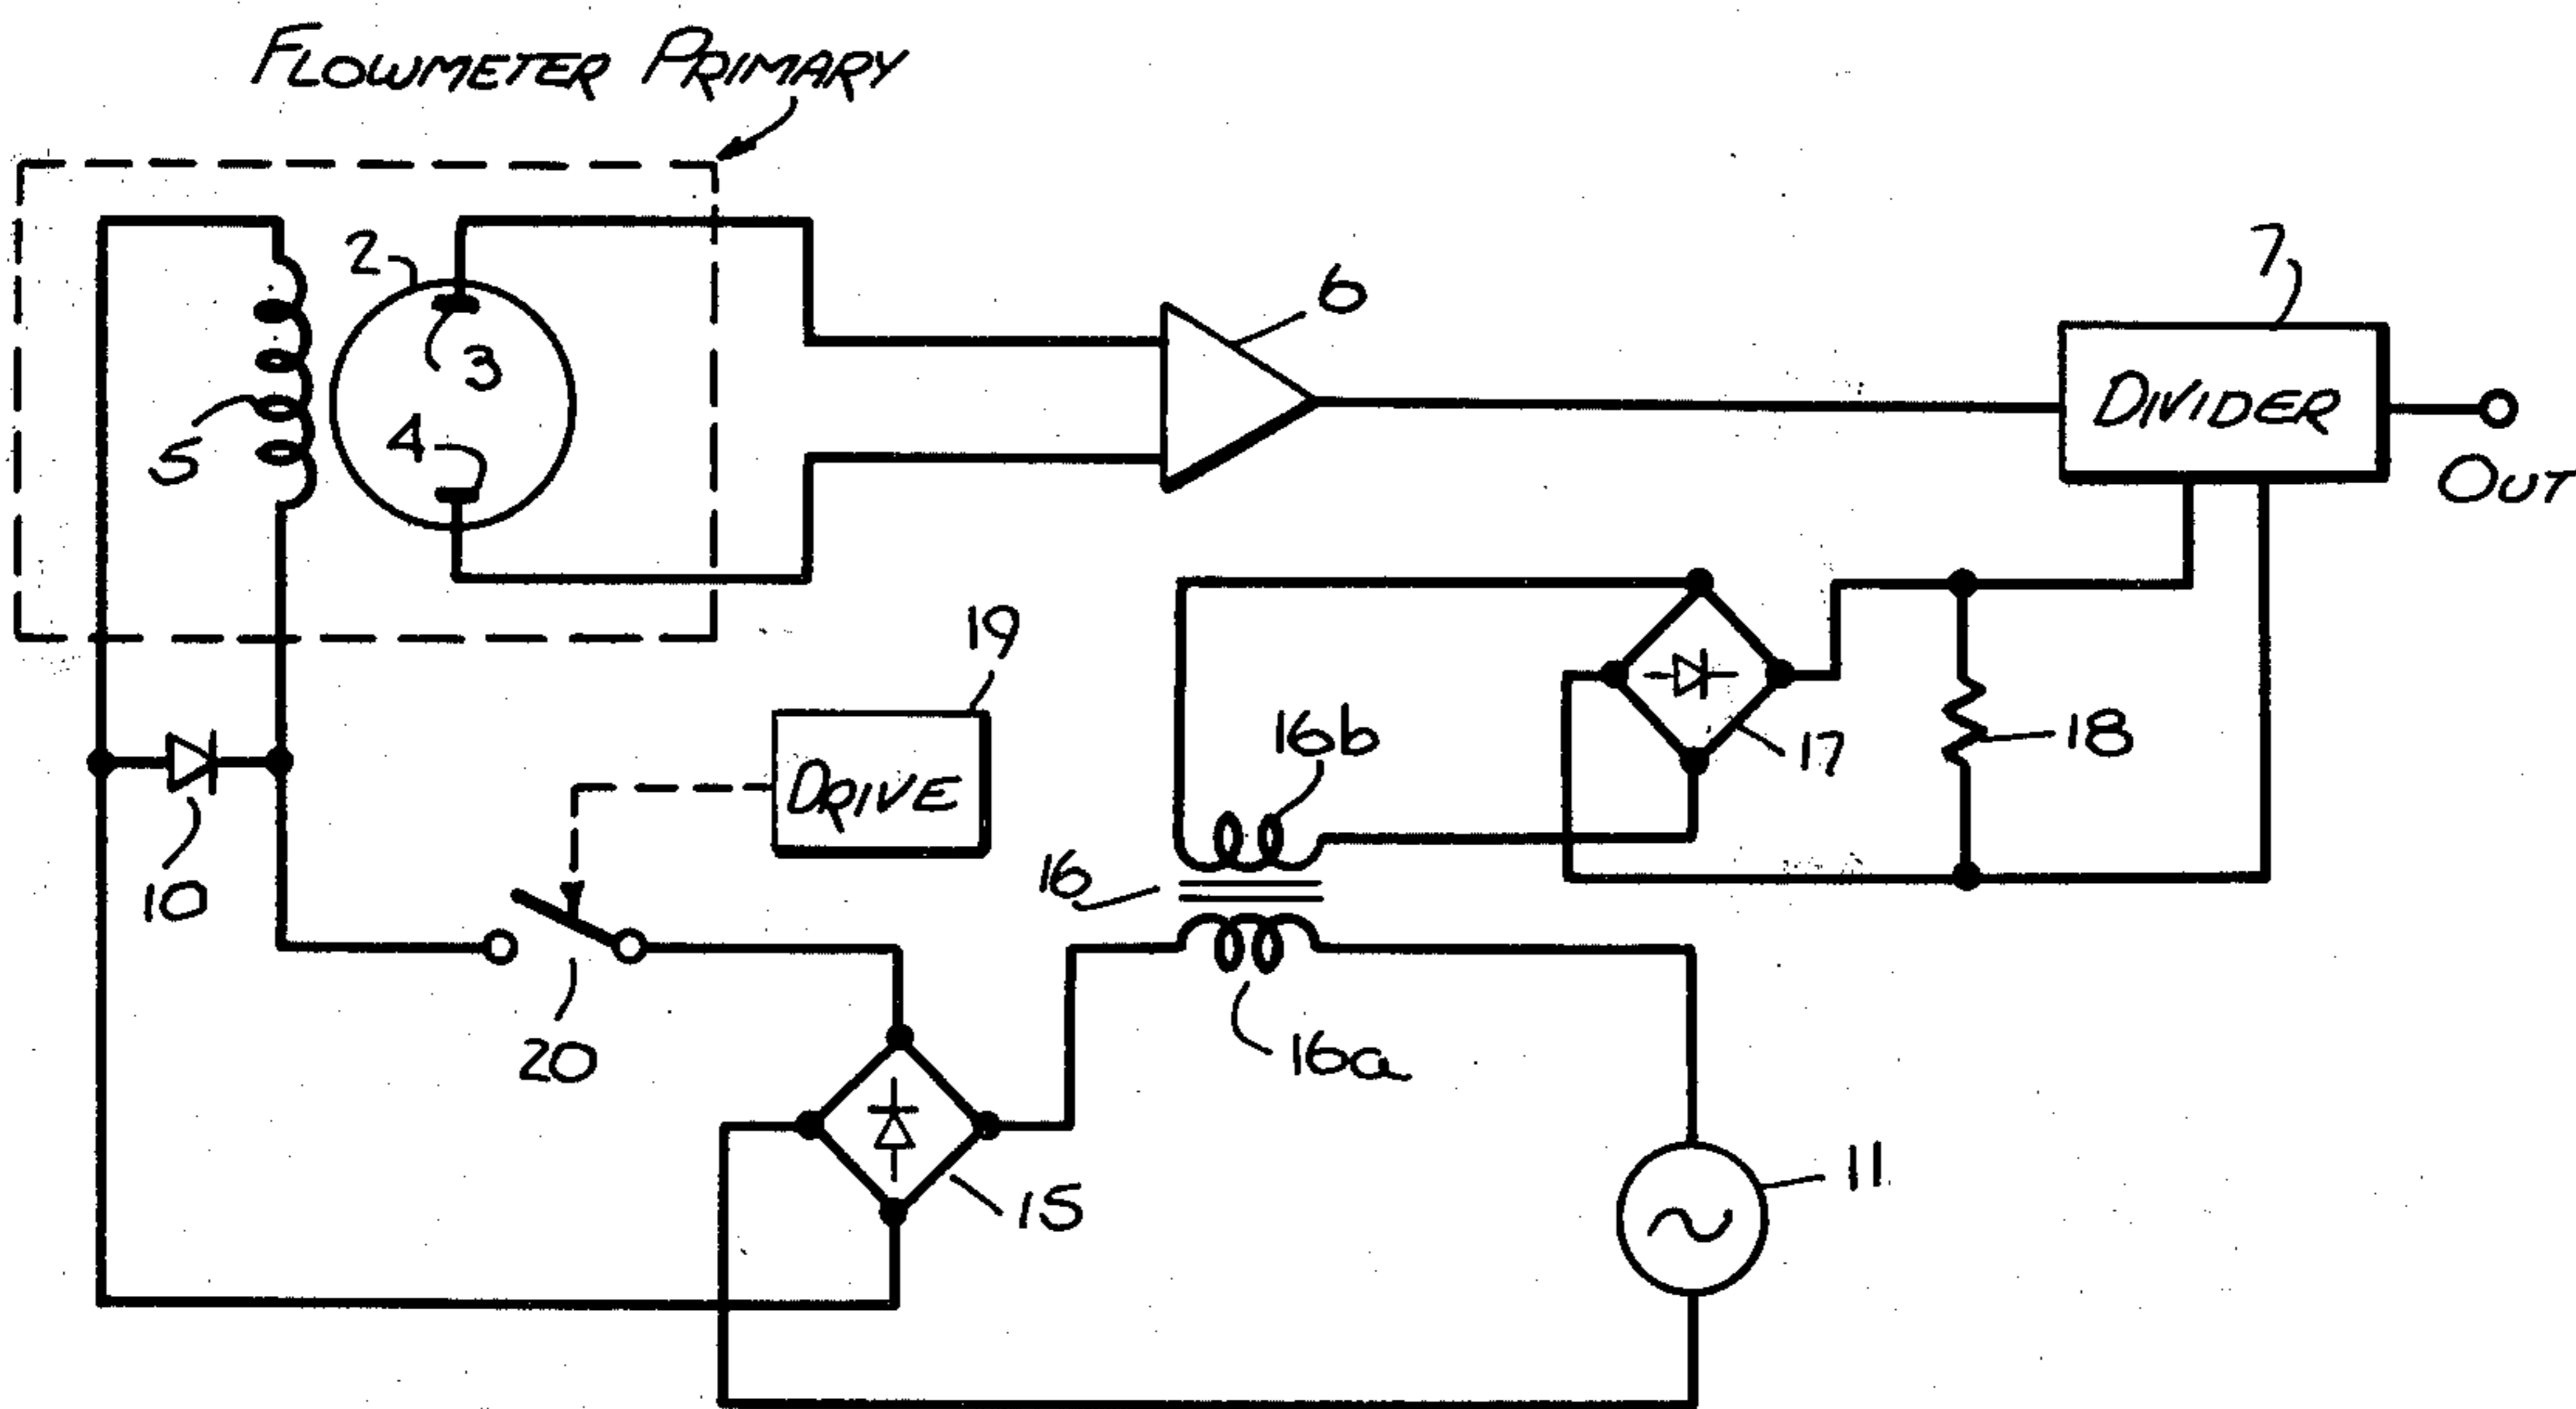 FLOWMETER PRIMARY
2
3
4
5
6
7
DIVIDER
OUT
19
DRIVE
16b
17
18
10
16
20
16a
15
11